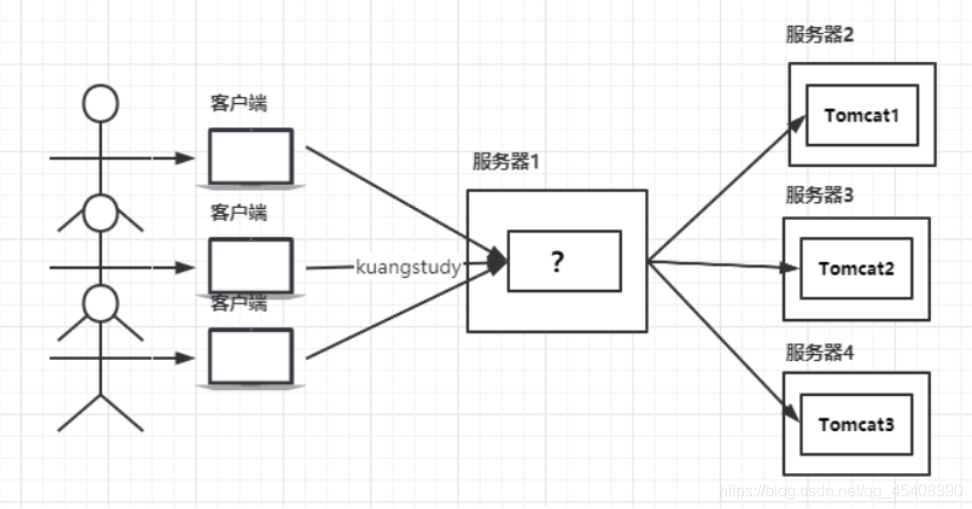 服务器2
客户端
Tomcat1
服务器1
服务器3
客户端
kuangstudy
?
Tomcat2
客户端
服务器4
Tomcat3
https://blog.csdn.net/qq_45408390